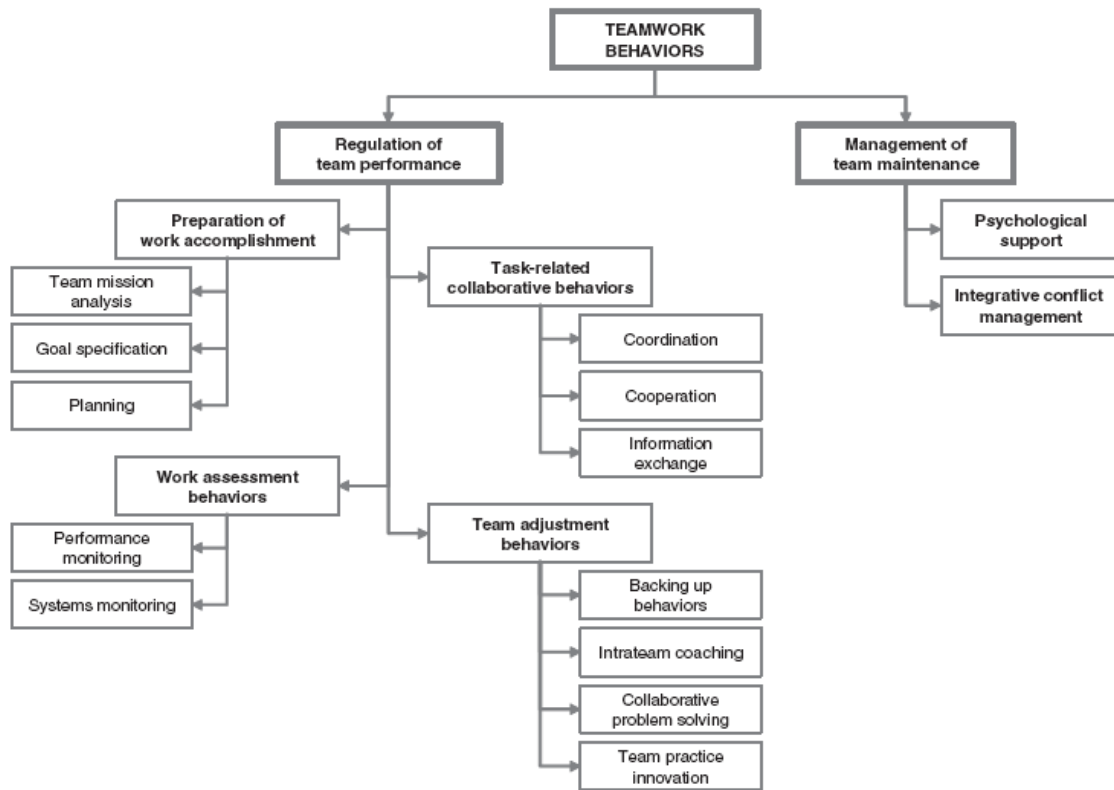 TEAMWORK
BEHAVIORS
Regulation of
team performance
Management of
team maintenance
Preparation of
work accomplishment
Team mission
analysis
Goal specification
Planning
Work assessment
behaviors
Performance
monitoring
Systems monitoring
Task-related
collaborative behaviors
Coordination
Cooperation
Information
exchange
Team adjustment
behaviors
Backing up
behaviors
Intrateam coaching
Collaborative
problem solving
Team practice
innovation
Psychological
support
Integrative conflict
management